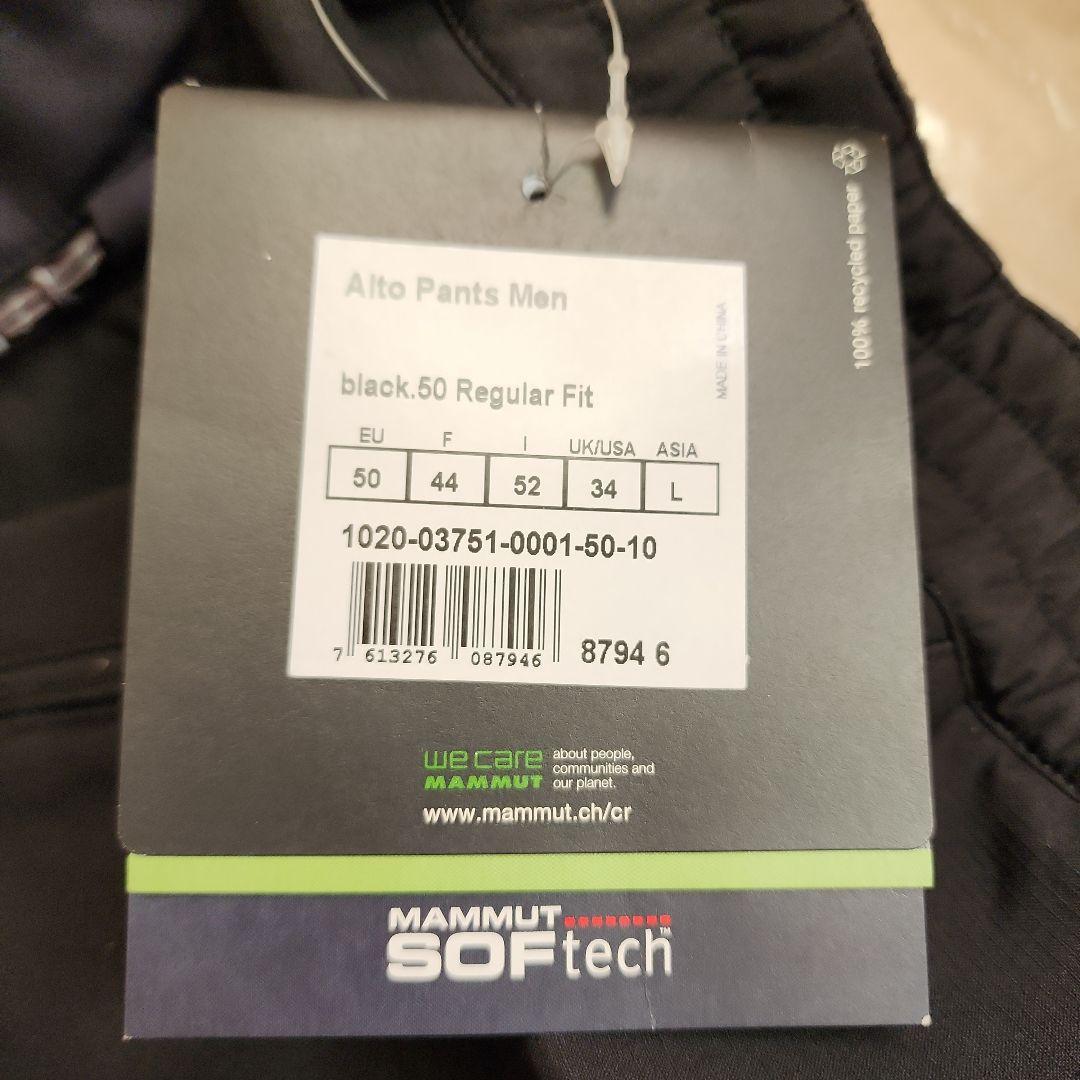 100% recycled paper
Alto Pants Men
MADE IN CHINA
black.50 Regular Fit
EU F I UK/USA ASIA
50 44 52 34 L
1020-03751-0001-50-10
7 613276 087946
8794 6
we care about people,
communities and
MAMMUT our planet.
www.mammut.ch/cr
MAMMUT
SOFtech™